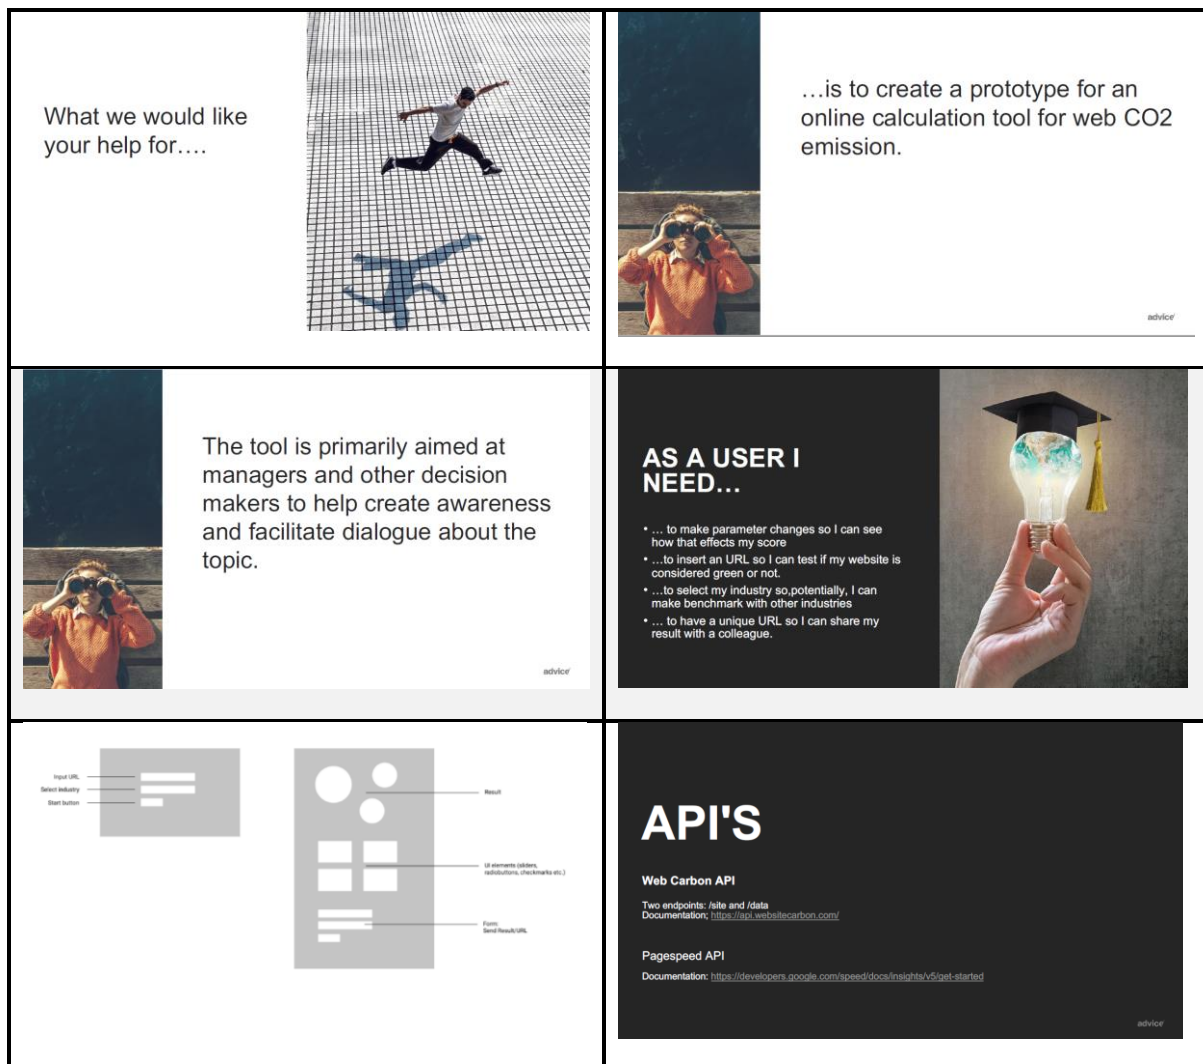 What we would like
your help for….
…is to create a prototype for an
online calculation tool for web CO2
emission.
advice
The tool is primarily aimed at
managers and other decision
makers to help create awareness
and facilitate dialogue about the
topic.
advice
AS A USER I
NEED…
• … to make parameter changes so I can see
how that effects my score
• …to insert an URL so I can test if my website is
considered green or not.
• …to select my industry so,potentially, I can
make benchmark with other industries
• … to have a unique URL so I can share my
result with a colleague.
Input URL
Select industry
Start button
Result
UI elements (sliders,
radiobuttons, checkmarks etc.)
Form:
Send Result/URL
API'S
Web Carbon API
Two endpoints: /site and /data
Documentation; https://api.websitecarbon.com/
Pagespeed API
Documentation: https://developers.google.com/speed/docs/insights/v5/get-started
advice